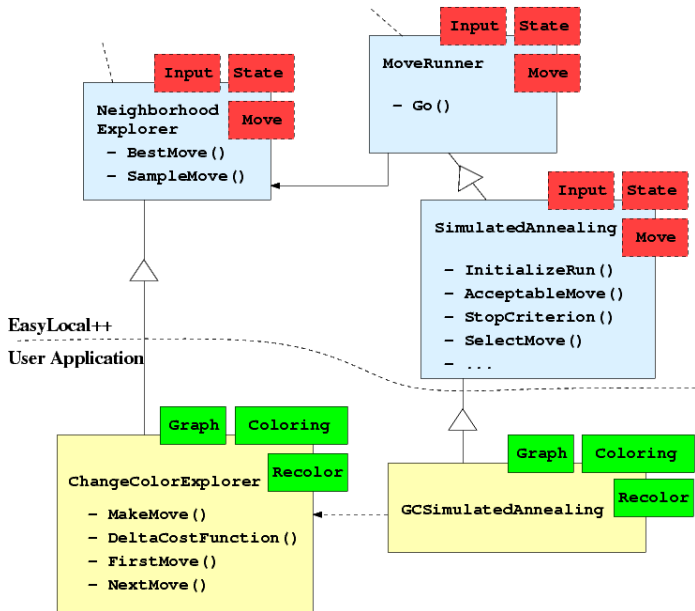 Input State
MoveRunner
Move
– Go()
Input State
Neighborhood
Explorer
Move
– BestMove()
– SampleMove()
Input State
SimulatedAnnealing
Move
– InitializeRun()
– AcceptableMove()
– StopCriterion()
– SelectMove()
– ...
EasyLocal++
User Application
Graph Coloring
Recolor
ChangeColorExplorer
– MakeMove()
– DeltaCostFunction()
– FirstMove()
– NextMove()
Graph Coloring
Recolor
GCSimulatedAnnealing